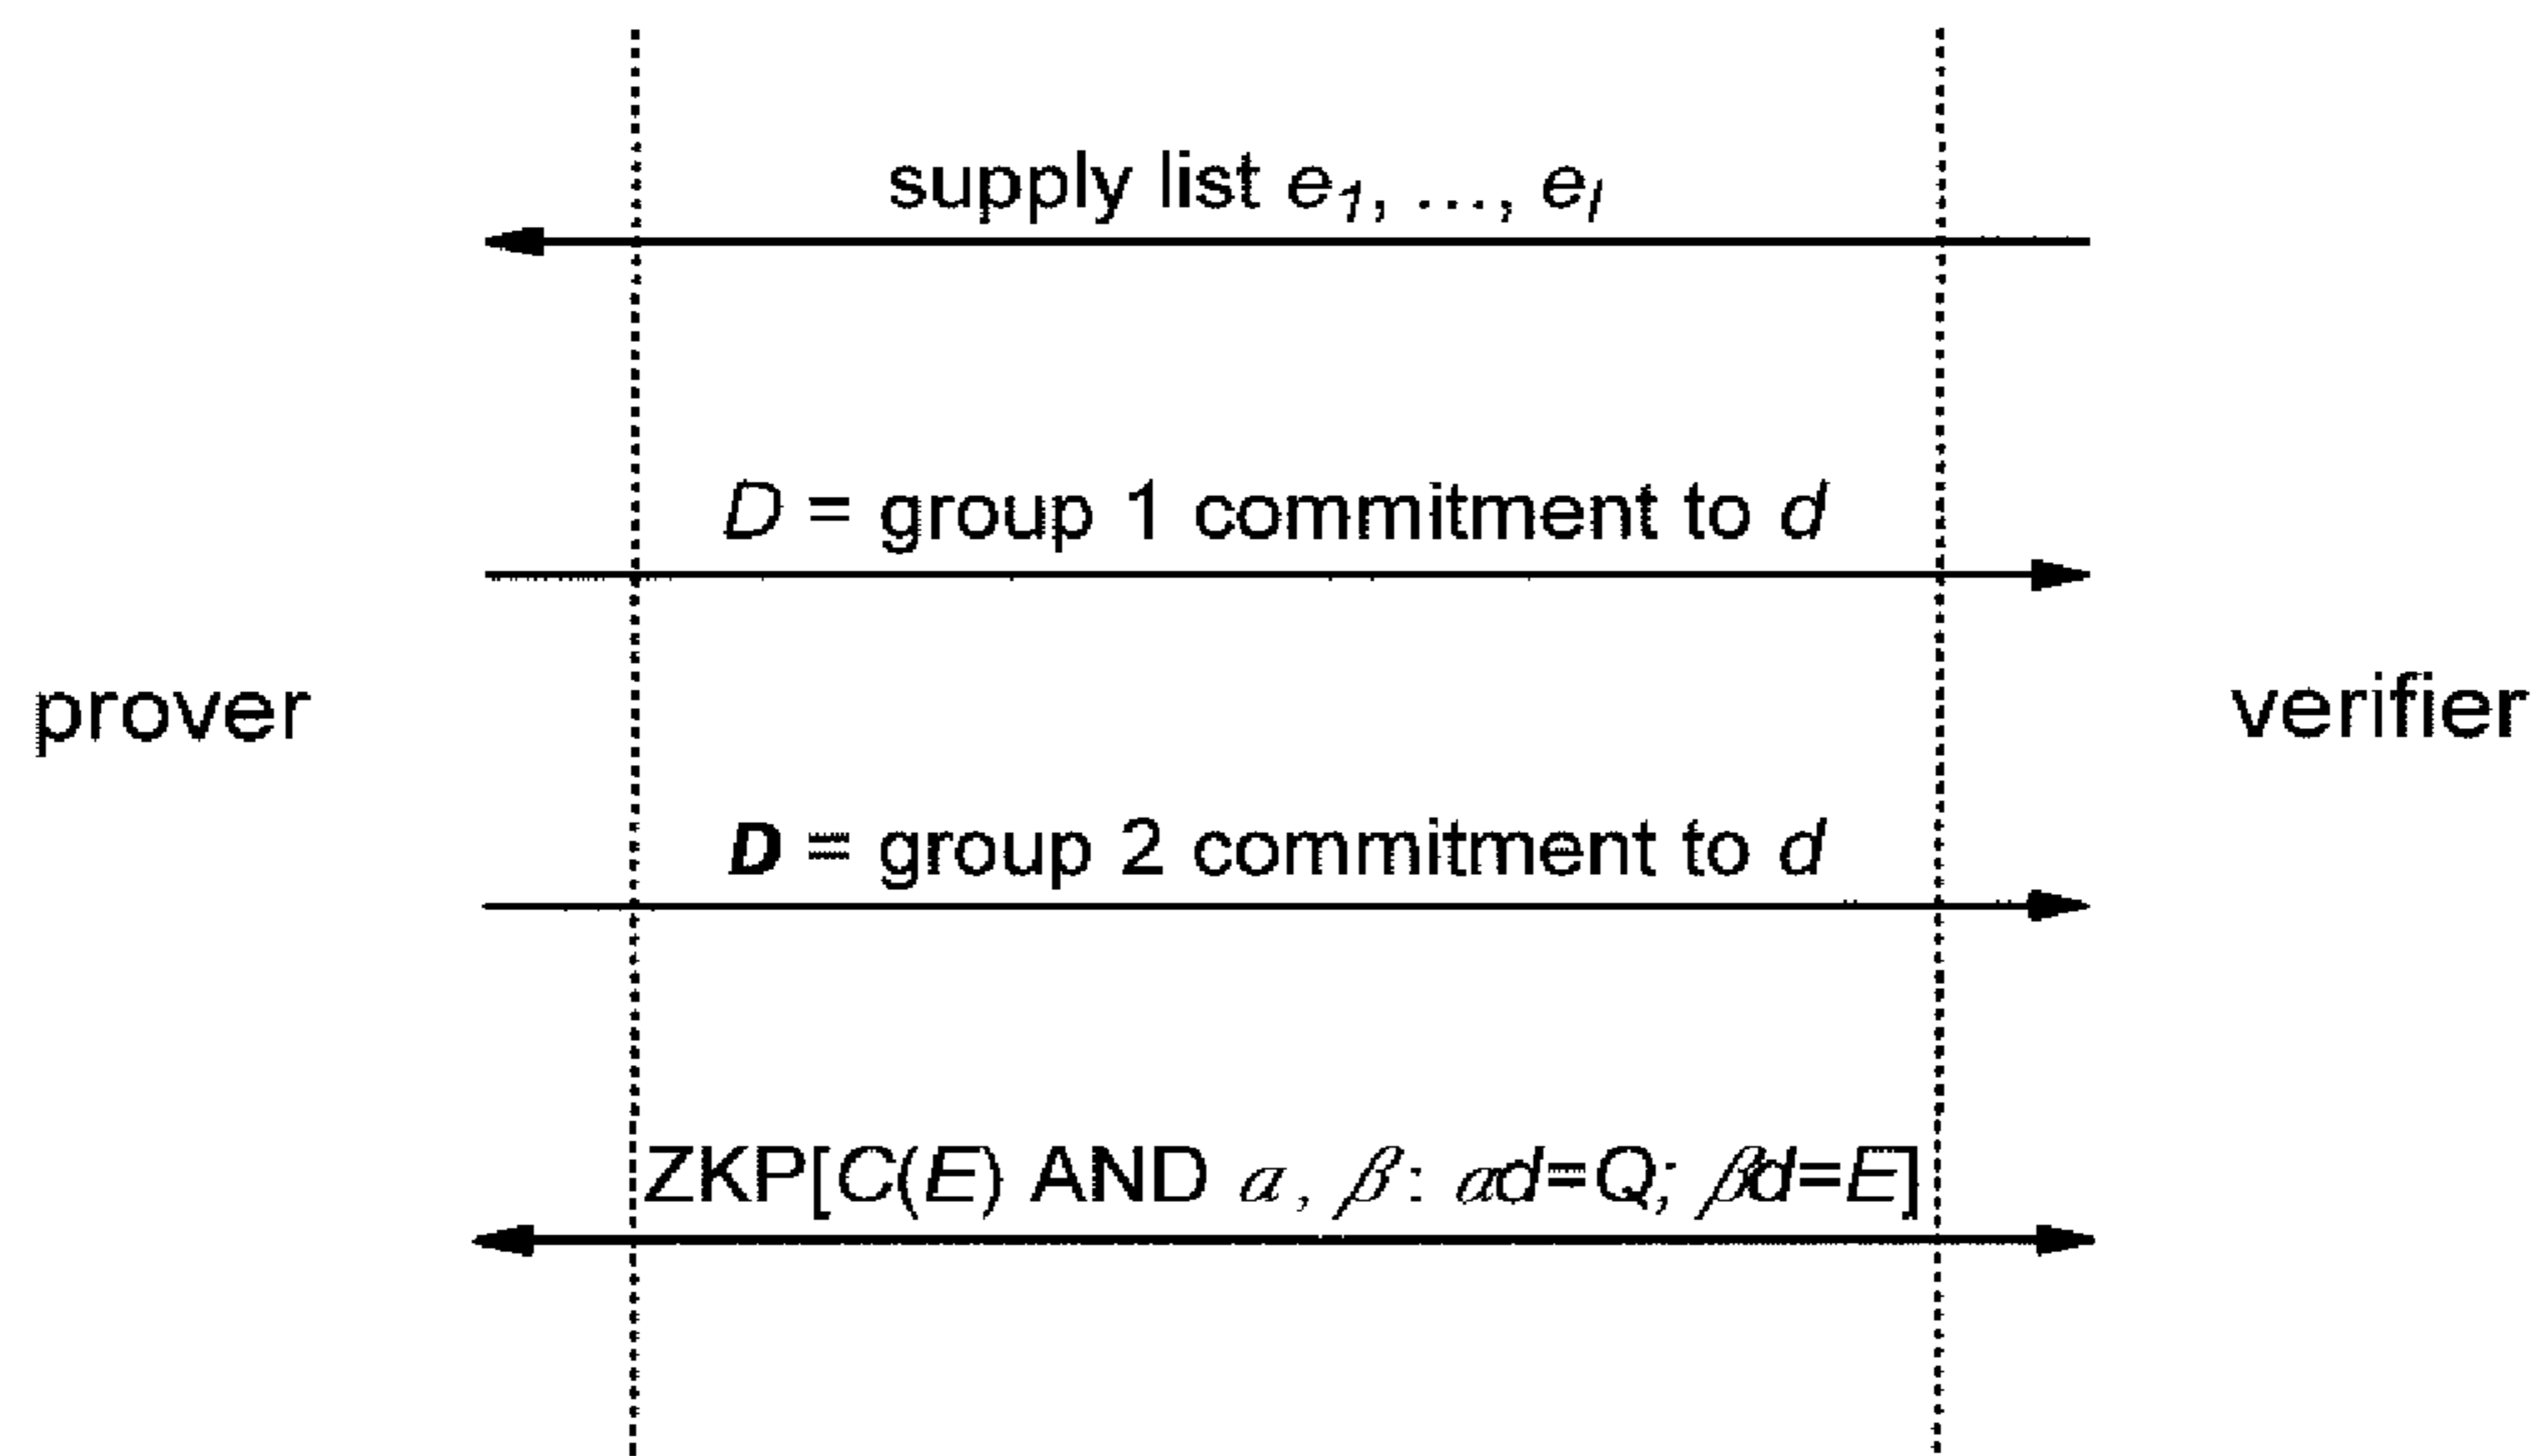 supply list e₁, ..., eₗ
D = group 1 commitment to d
prover
verifier
D = group 2 commitment to d
ZKP[C(E) AND α, β: αd=Q; βd=E]